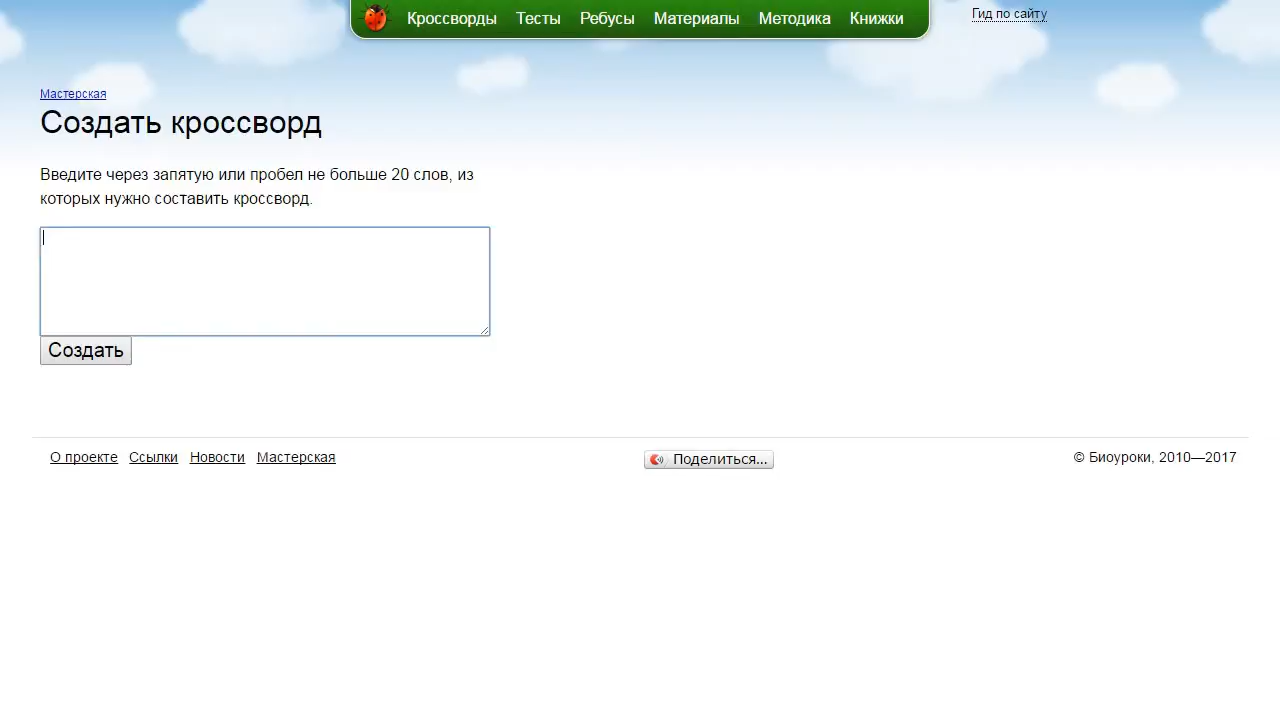 Кроссворды Тесты Ребусы Материалы Методика Книжки
Гид по сайту
Мастерская
Создать кроссворд
Введите через запятую или пробел не больше 20 слов, из
которых нужно составить кроссворд.
Создать
О проекте Ссылки Новости Мастерская
Поделиться...
© Биоуроки, 2010—2017